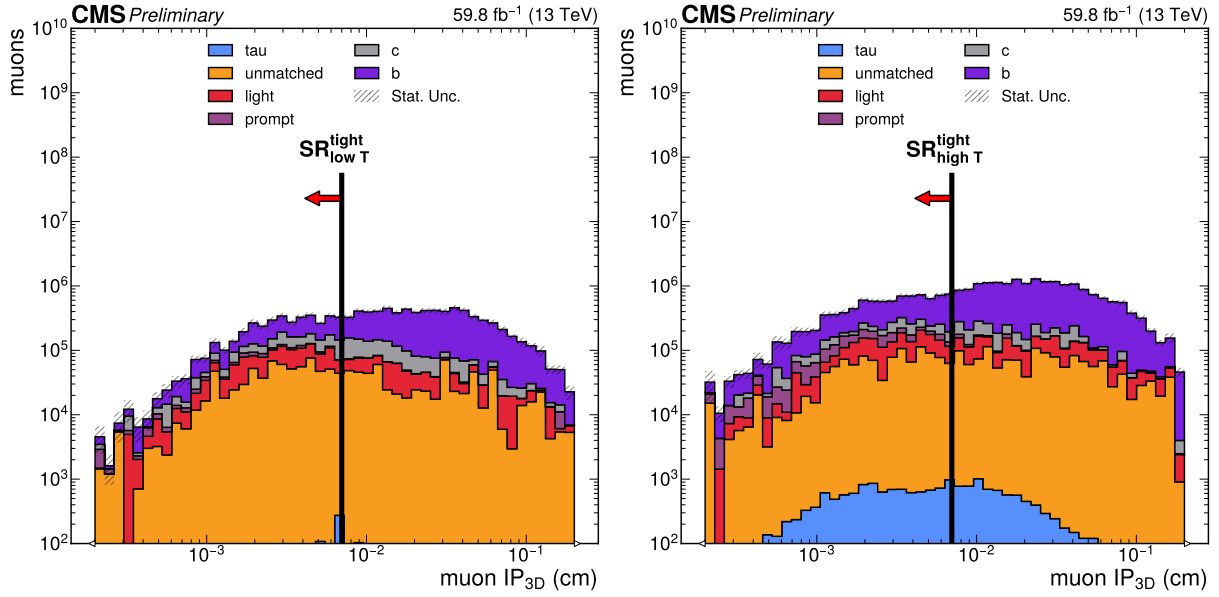 CMS Preliminary 59.8 fb⁻¹ (13 TeV)
muons
10¹⁰
10⁹
10⁸
10⁷
10⁶
10⁵
10⁴
10³
10²
tau
unmatched
light
prompt
c
b
Stat. Unc.
SR^tight_low T
10⁻³ 10⁻² 10⁻¹
muon IP₃D (cm)
CMS Preliminary 59.8 fb⁻¹ (13 TeV)
muons
10¹⁰
10⁹
10⁸
10⁷
10⁶
10⁵
10⁴
10³
10²
tau
unmatched
light
prompt
c
b
Stat. Unc.
SR^tight_high T
10⁻³ 10⁻² 10⁻¹
muon IP₃D (cm)